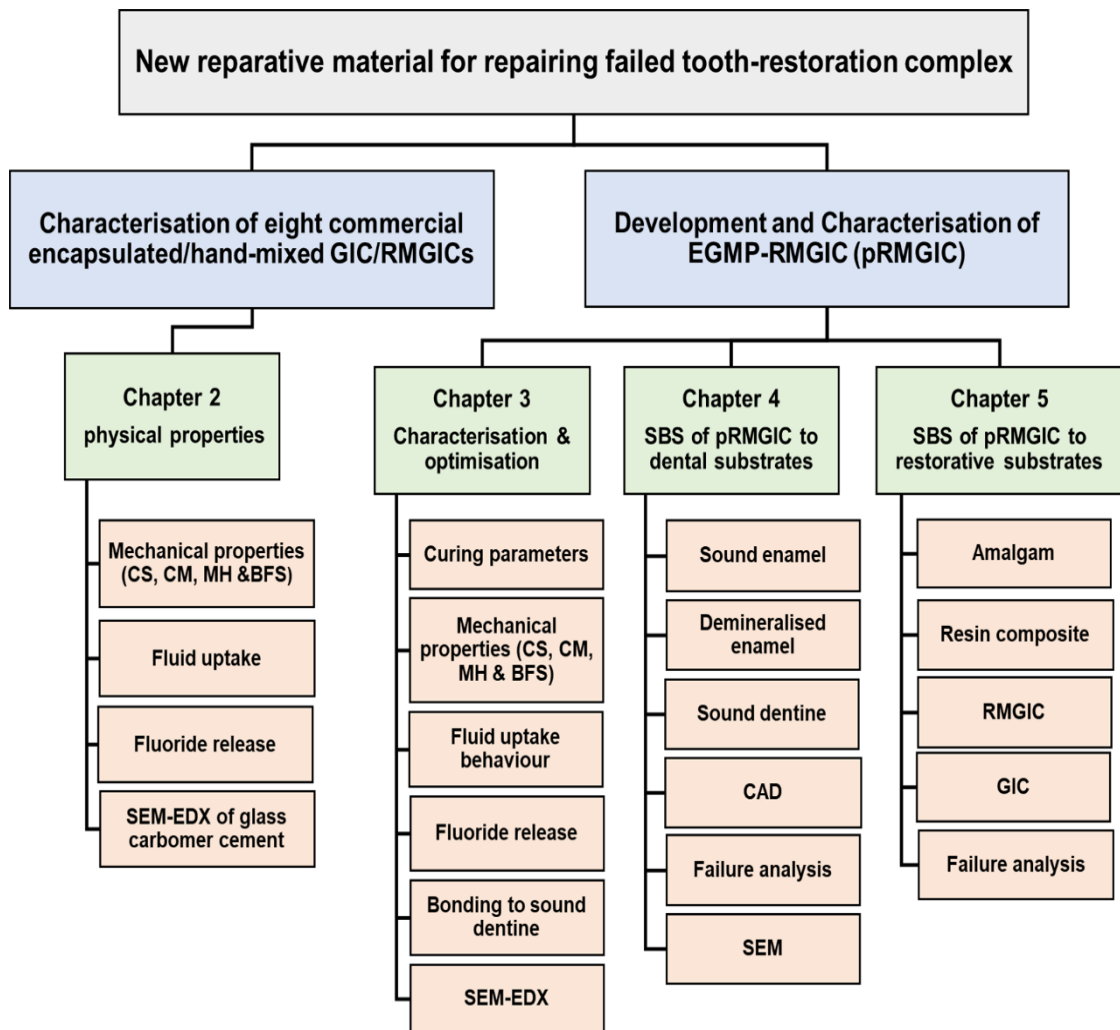 New reparative material for repairing failed tooth-restoration complex
Characterisation of eight commercial
encapsulated/hand-mixed GIC/RMGICs
Development and Characterisation of
EGMP-RMGIC (pRMGIC)
Chapter 2
physical properties
Mechanical properties
(CS, CM, MH &BFS)
Fluid uptake
Fluoride release
SEM-EDX of glass
carbomer cement
Chapter 3
Characterisation &
optimisation
Curing parameters
Mechanical
properties (CS, CM,
MH & BFS)
Fluid uptake
behaviour
Fluoride release
Bonding to sound
dentine
SEM-EDX
Chapter 4
SBS of pRMGIC to
dental substrates
Sound enamel
Demineralised
enamel
Sound dentine
CAD
Failure analysis
SEM
Chapter 5
SBS of pRMGIC to
restorative substrates
Amalgam
Resin composite
RMGIC
GIC
Failure analysis